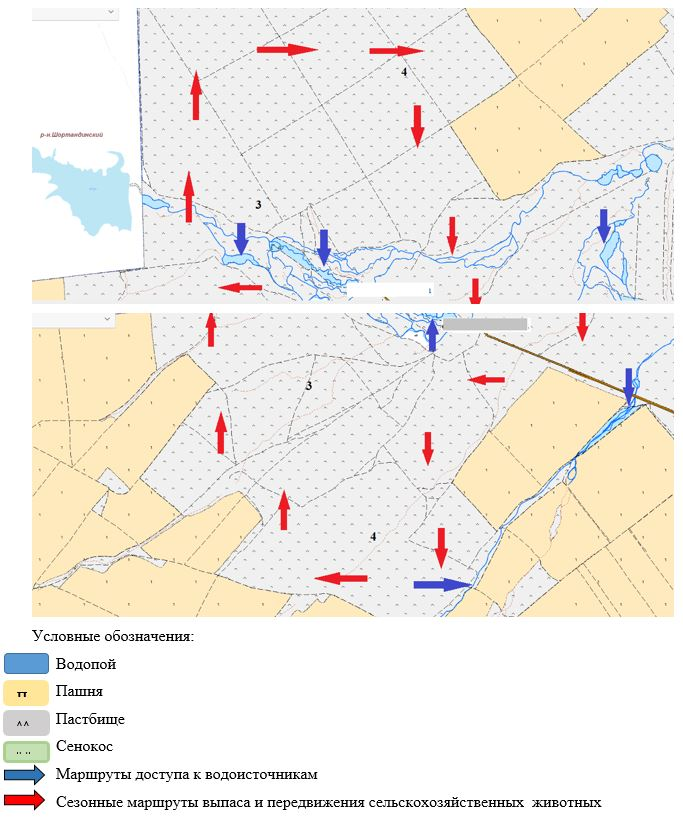 4
р-н.Шортандинский
3
1
3
4
Условные обозначения:
Водопой
Пашня
Пастбище
Сенокос
Маршруты доступа к водоисточникам
Сезонные маршруты выпаса и передвижения сельскохозяйственных животных